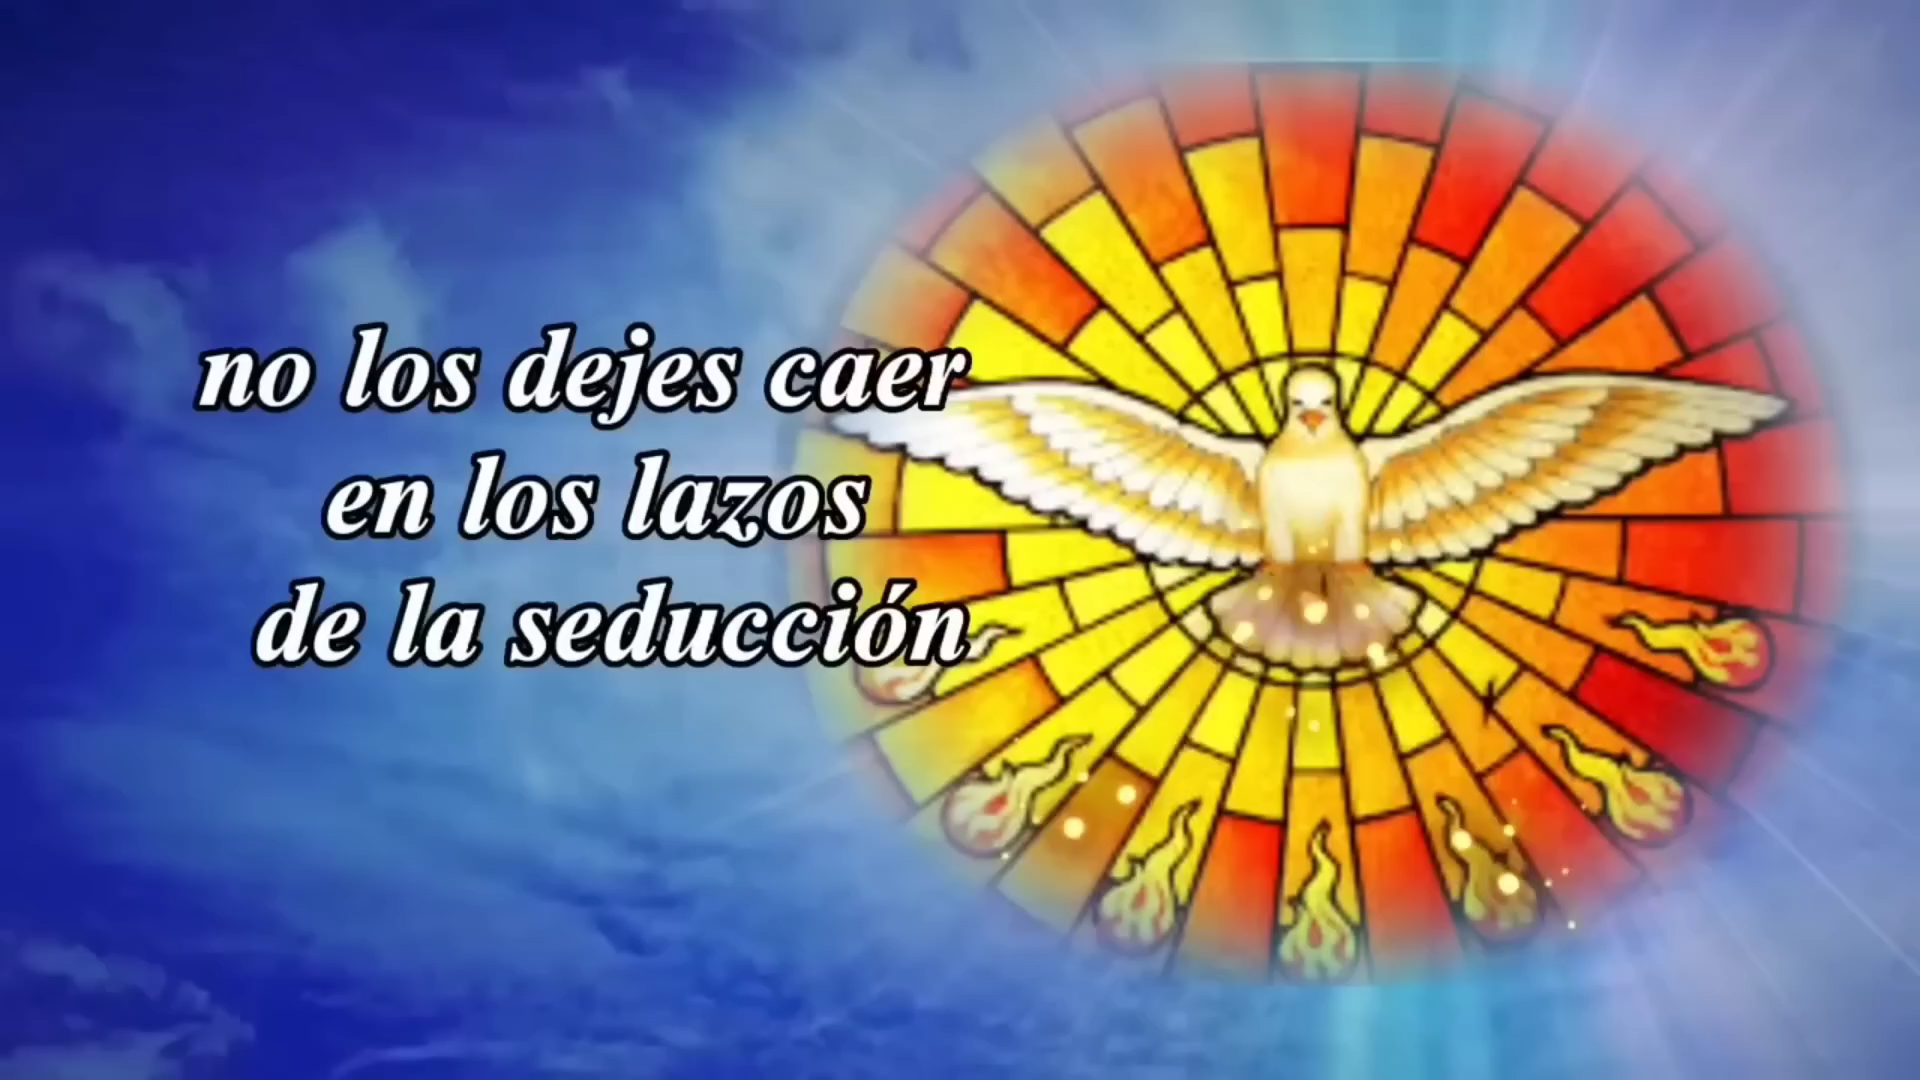 no los dejes caer
en los lazos
de la seducción